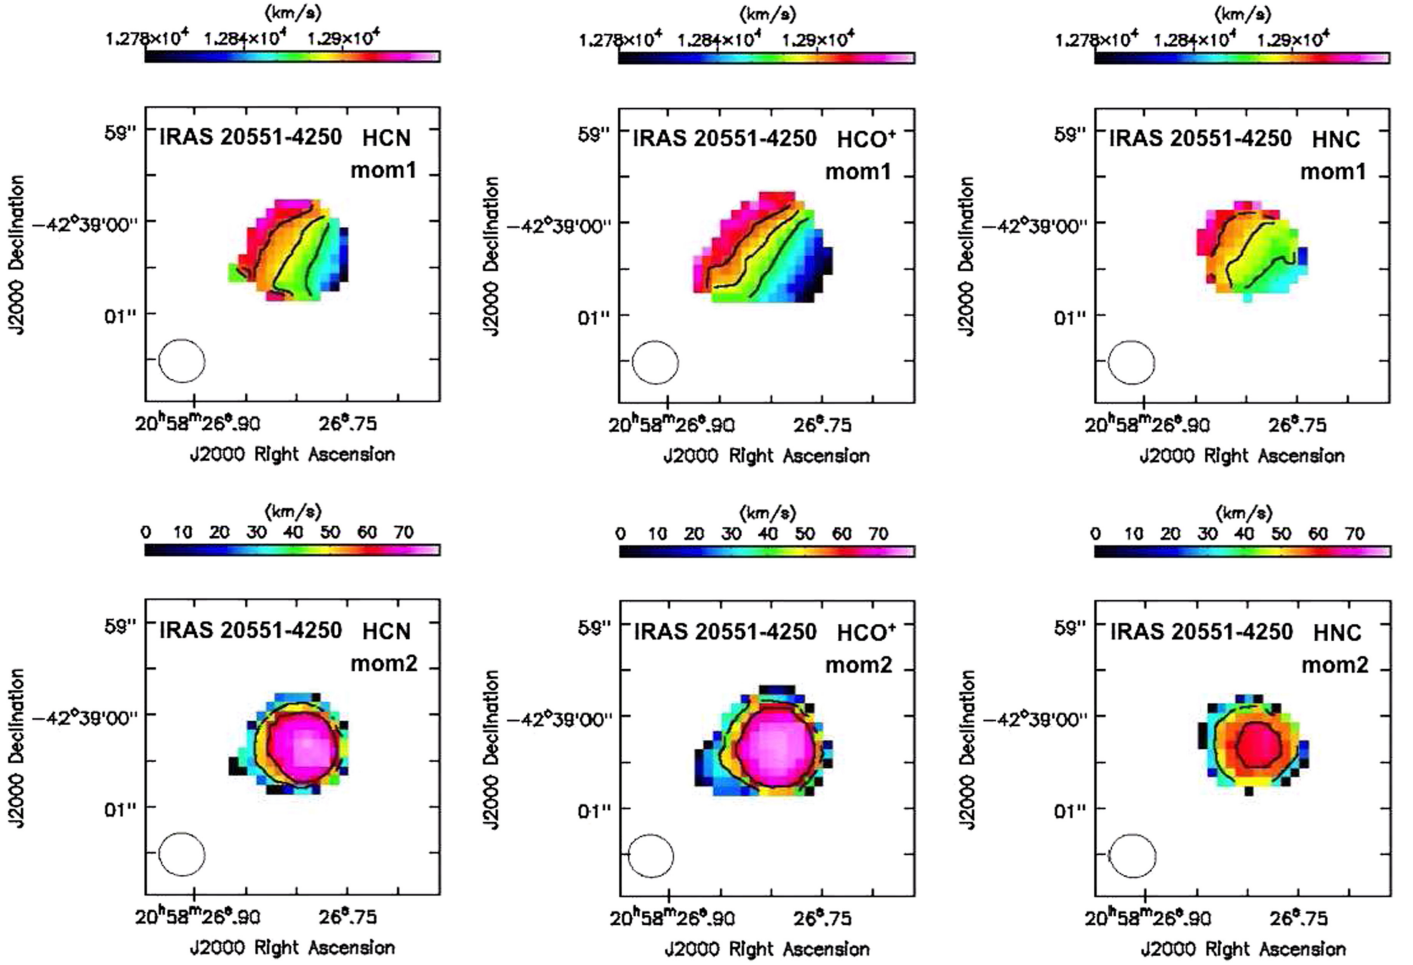 (km/s) (km/s) (km/s)
1.278×10⁴ 1.284×10⁴ 1.29×10⁴ 1.278×10⁴ 1.284×10⁴ 1.29×10⁴ 1.278×10⁴ 1.284×10⁴ 1.29×10⁴
59" IRAS 20551-4250 HCN 59" IRAS 20551-4250 HCO⁺ 59" IRAS 20551-4250 HNC
mom1 mom1 mom1
−42°39'00" −42°39'00" −42°39'00"
J2000 Declination J2000 Declination J2000 Declination
01" 01" 01"
20ʰ58ᵐ26ˢ.90 26ˢ.75 20ʰ58ᵐ26ˢ.90 26ˢ.75 20ʰ58ᵐ26ˢ.90 26ˢ.75
J2000 Right Ascension J2000 Right Ascension J2000 Right Ascension
(km/s) (km/s) (km/s)
0 10 20 30 40 50 60 70 0 10 20 30 40 50 60 70 0 10 20 30 40 50 60 70
59" IRAS 20551-4250 HCN 59" IRAS 20551-4250 HCO⁺ 59" IRAS 20551-4250 HNC
mom2 mom2 mom2
−42°39'00" −42°39'00" −42°39'00"
J2000 Declination J2000 Declination J2000 Declination
01" 01" 01"
20ʰ58ᵐ26ˢ.90 26ˢ.75 20ʰ58ᵐ26ˢ.90 26ˢ.75 20ʰ58ᵐ26ˢ.90 26ˢ.75
J2000 Right Ascension J2000 Right Ascension J2000 Right Ascension